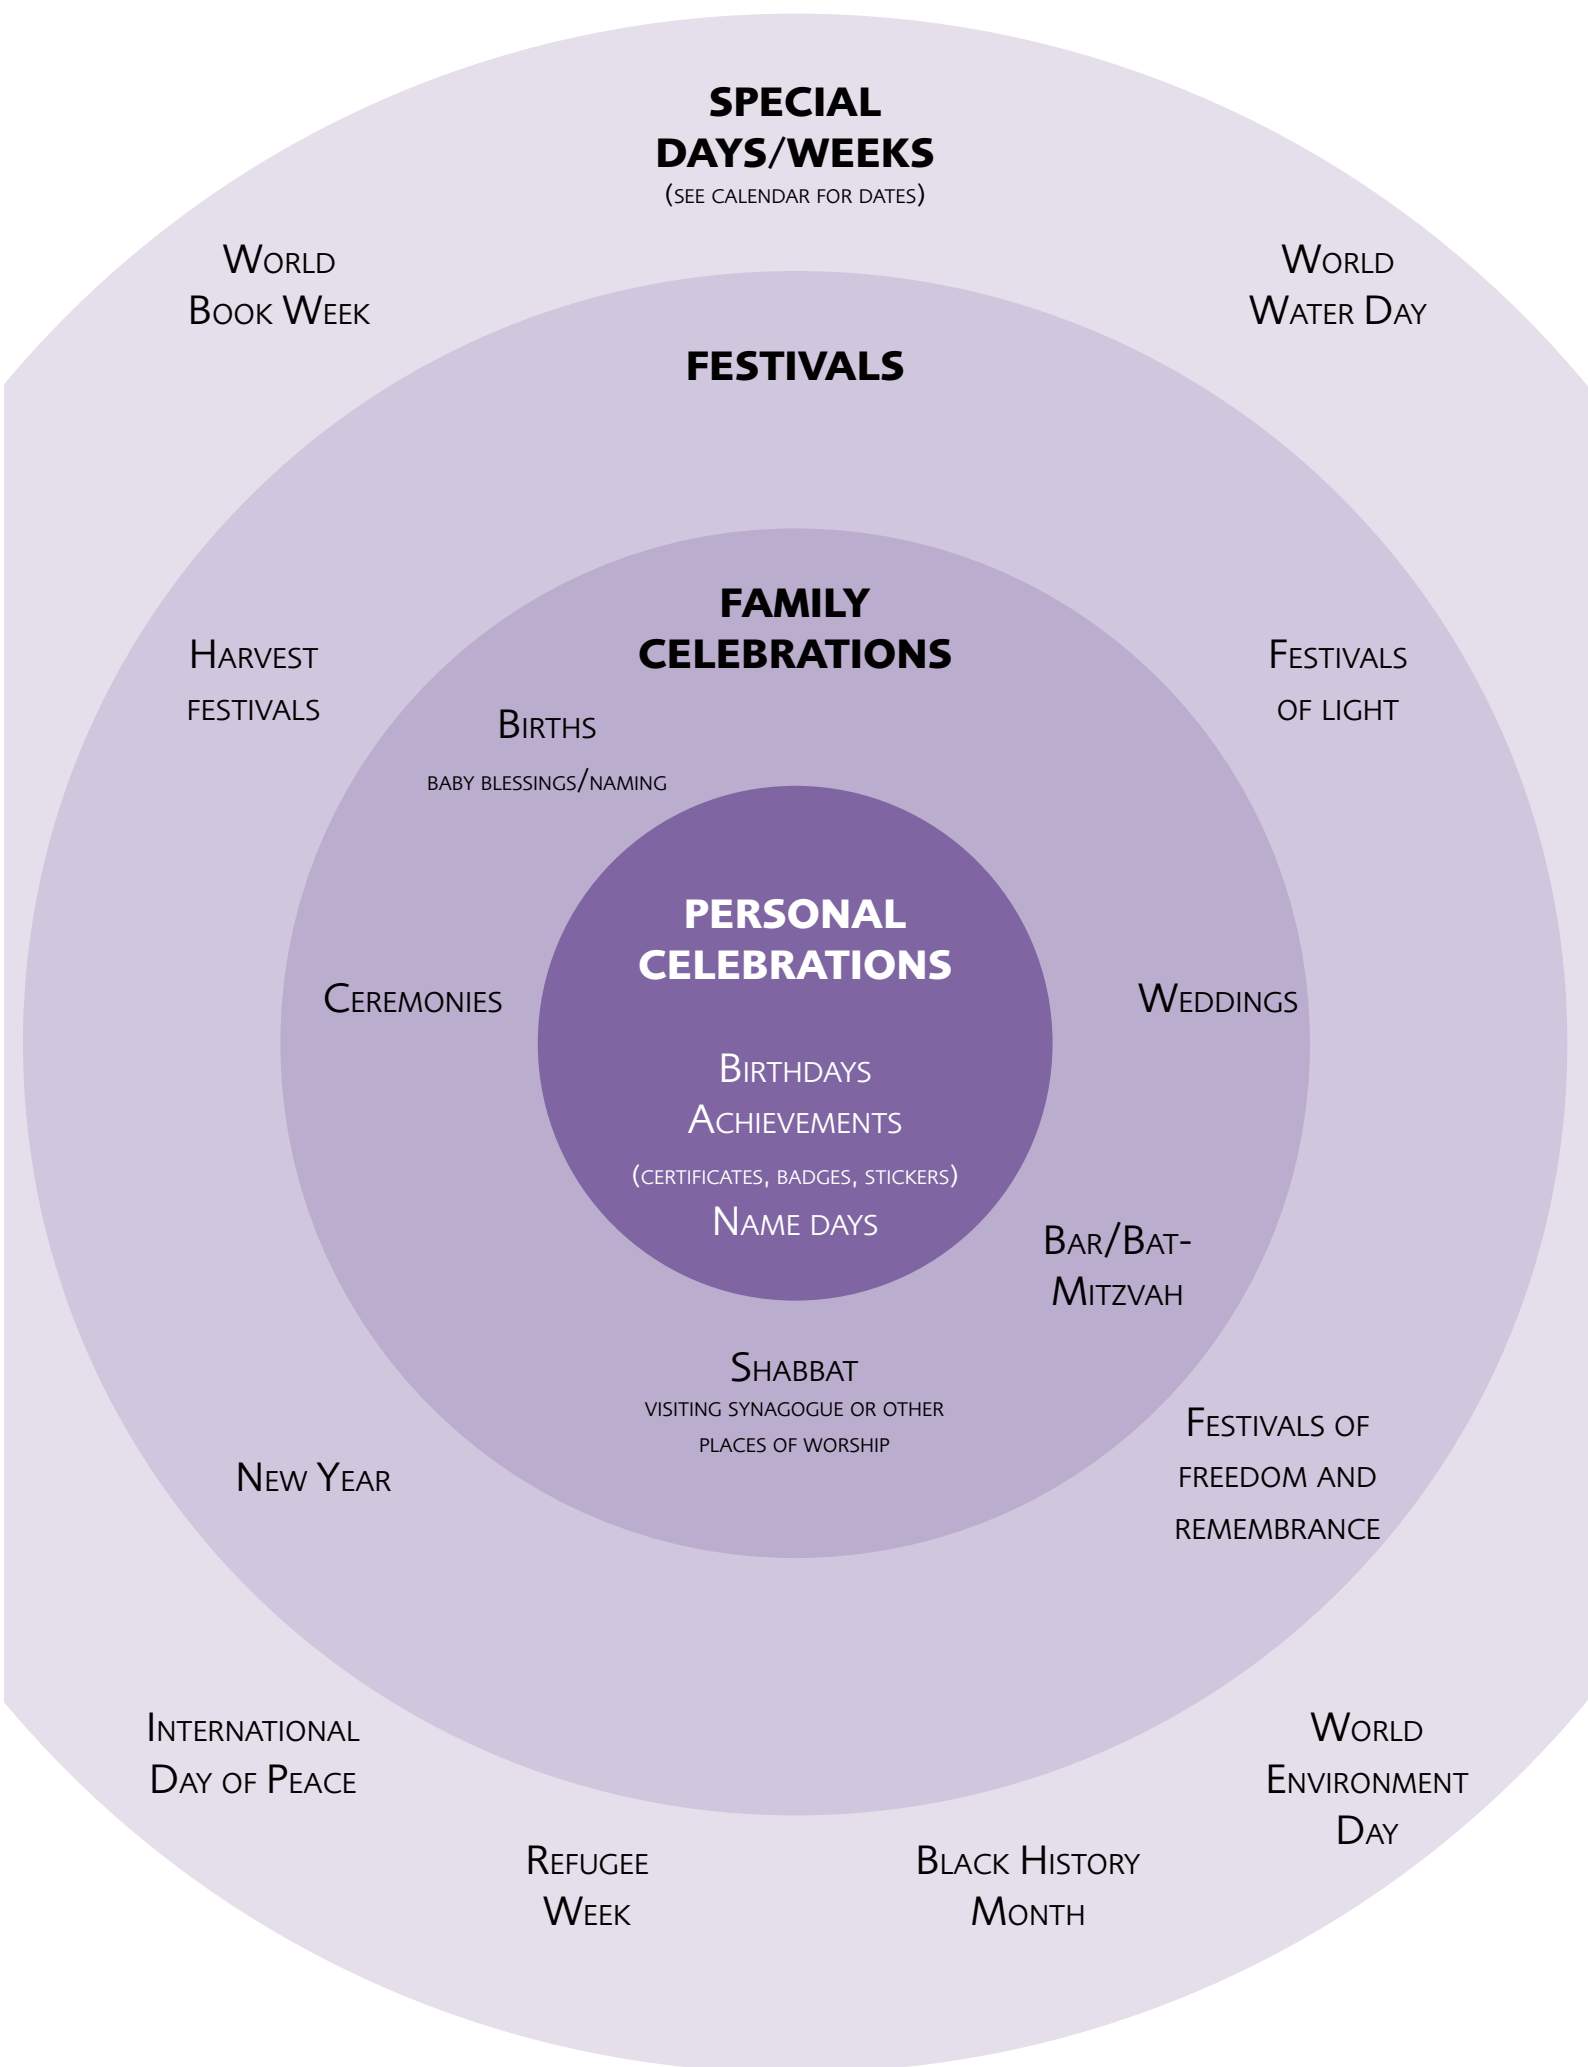 SPECIAL
DAYS/WEEKS
(SEE CALENDAR FOR DATES)
WORLD
BOOK WEEK
WORLD
WATER DAY
FESTIVALS
FAMILY
CELEBRATIONS
HARVEST
FESTIVALS
FESTIVALS
OF LIGHT
BIRTHS
BABY BLESSINGS/NAMING
PERSONAL
CELEBRATIONS
CEREMONIES
WEDDINGS
BIRTHDAYS
ACHIEVEMENTS
(CERTIFICATES, BADGES, STICKERS)
NAME DAYS
BAR/BAT-
MITZVAH
SHABBAT
VISITING SYNAGOGUE OR OTHER
PLACES OF WORSHIP
NEW YEAR
FESTIVALS OF
FREEDOM AND
REMEMBRANCE
INTERNATIONAL
DAY OF PEACE
WORLD
ENVIRONMENT
DAY
REFUGEE
WEEK
BLACK HISTORY
MONTH